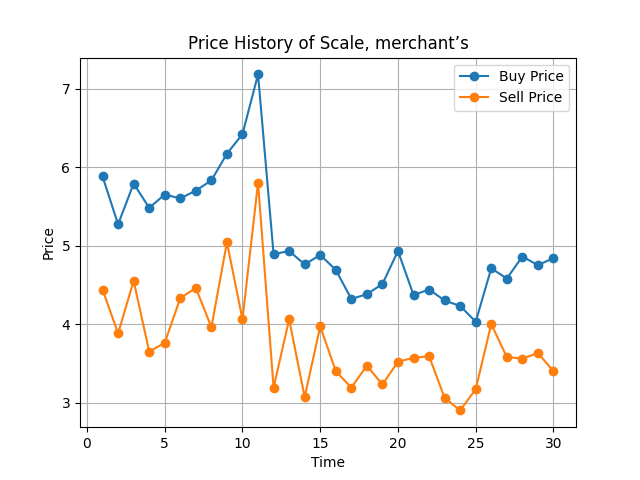 Price History of Scale, merchant’s
Buy Price
Sell Price
7
6
5
4
3
Price
0 5 10 15 20 25 30
Time